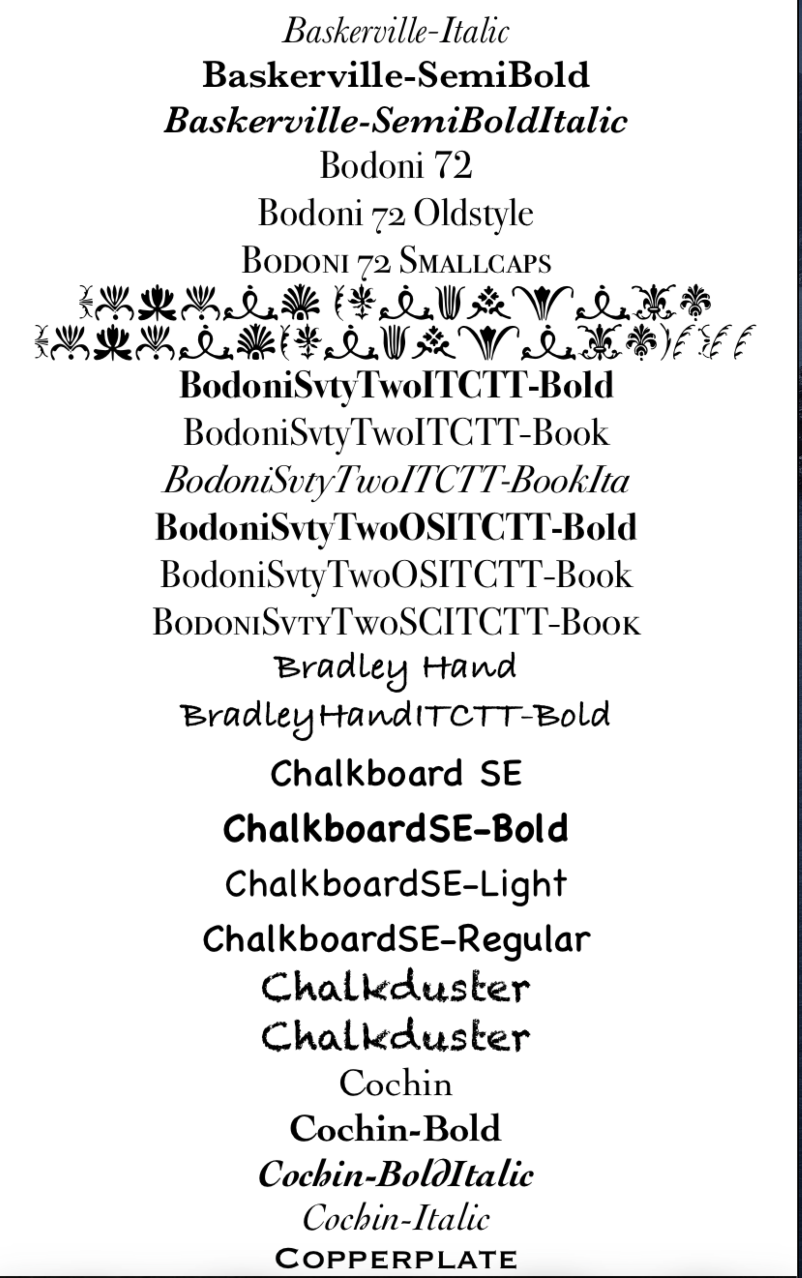 Baskerville-Italic
Baskerville-SemiBold
Baskerville-SemiBoldItalic
Bodoni 72
Bodoni 72 Oldstyle
Bodoni 72 Smallcaps
BodoniSvtyTwoITCTT-Bold
BodoniSvtyTwoITCTT-Book
BodoniSvtyTwoITCTT-BookIta
BodoniSvtyTwoOSITCTT-Bold
BodoniSvtyTwoOSITCTT-Book
BodoniSvtyTwoSCITCTT-Book
Bradley Hand
BradleyHandITCTT-Bold
Chalkboard SE
ChalkboardSE-Bold
ChalkboardSE-Light
ChalkboardSE-Regular
Chalkduster
Chalkduster
Cochin
Cochin-Bold
Cochin-BoldItalic
Cochin-Italic
Copperplate